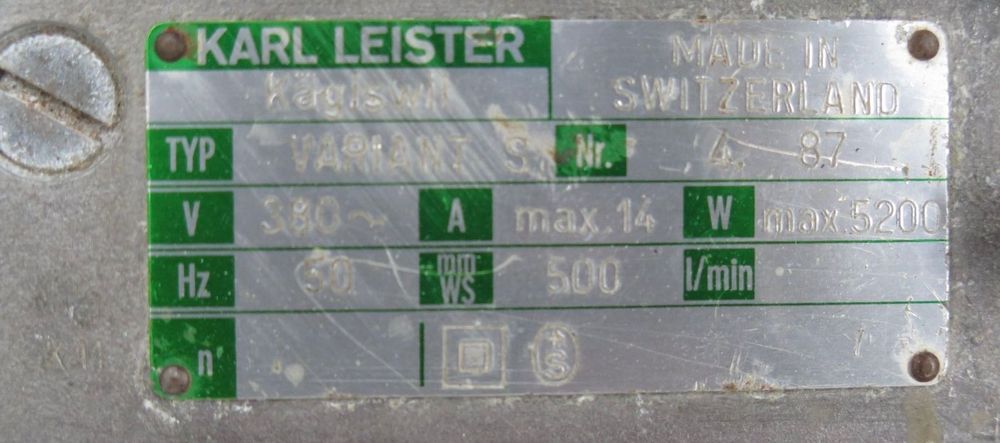 KARL LEISTER
Kägiswil
MADE IN
SWITZERLAND
TYP VARIANT S Nr. 4. 87
V 380~ A max.14 W max.5200
Hz 50 mm WS 500 l/min
n
+
S